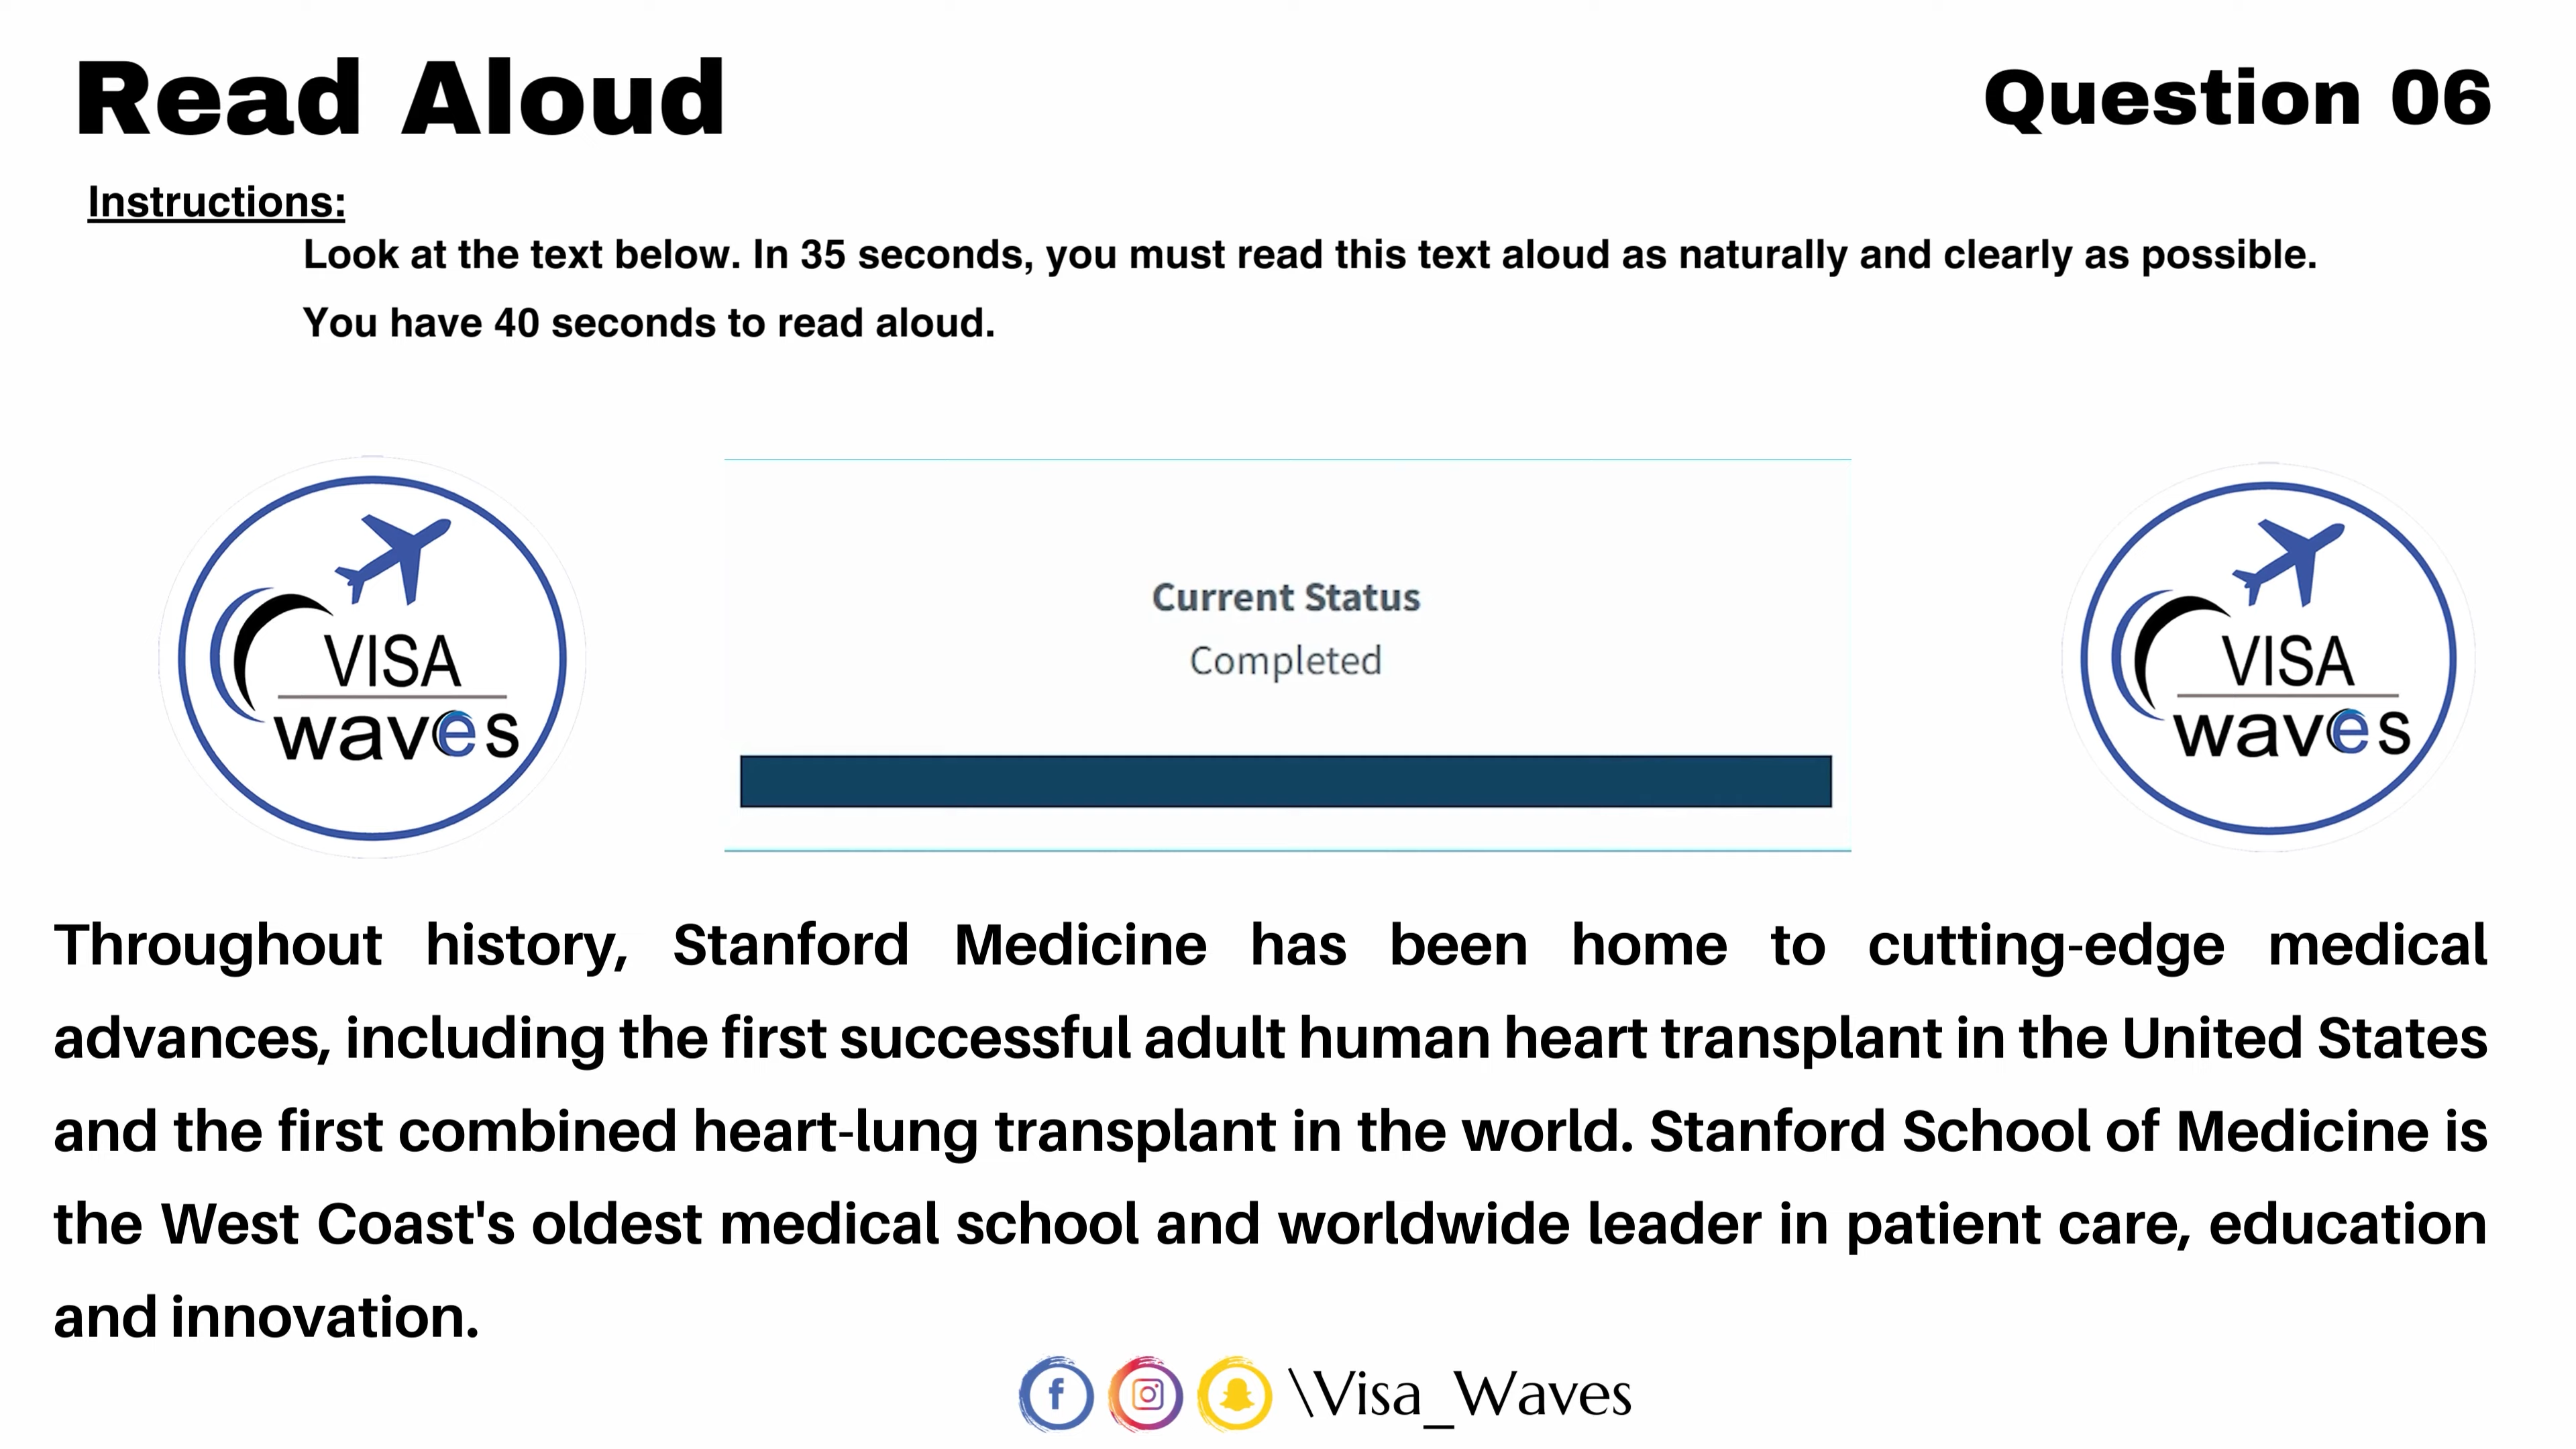 Read Aloud
Question 06
Instructions:
Look at the text below. In 35 seconds, you must read this text aloud as naturally and clearly as possible.
You have 40 seconds to read aloud.
VISA
waves
Current Status
Completed
VISA
waves
Throughout history, Stanford Medicine has been home to cutting-edge medical
advances, including the first successful adult human heart transplant in the United States
and the first combined heart-lung transplant in the world. Stanford School of Medicine is
the West Coast's oldest medical school and worldwide leader in patient care, education
and innovation.
\Visa_Waves